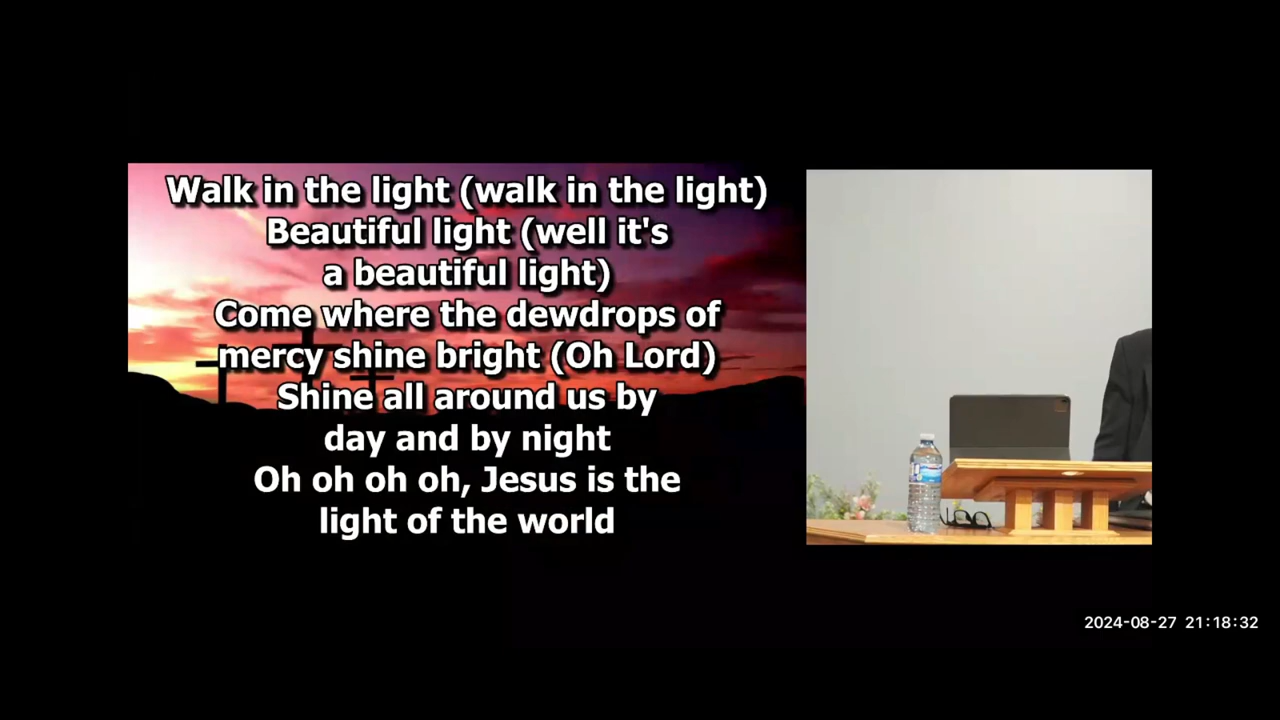 Walk in the light (walk in the light)
Beautiful light (well it's
a beautiful light)
Come where the dewdrops of
mercy shine bright (Oh Lord)
Shine all around us by
day and by night
Oh oh oh oh, Jesus is the
light of the world
2024-08-27 21:18:32